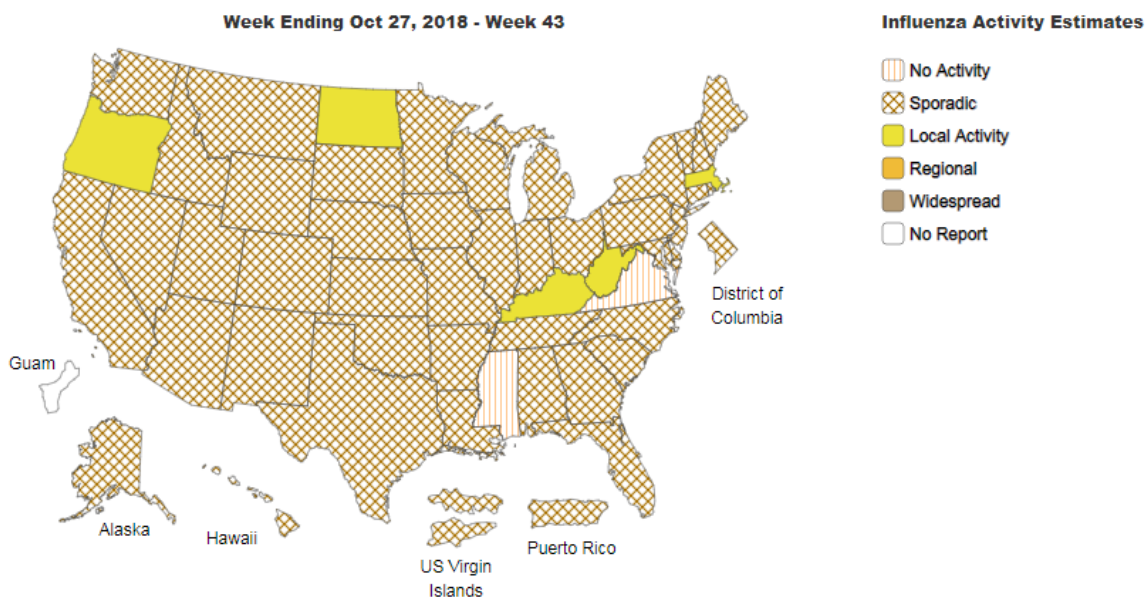 Week Ending Oct 27, 2018 - Week 43
Influenza Activity Estimates
No Activity
Sporadic
Local Activity
Regional
Widespread
No Report
District of
Columbia
Guam
Alaska
Hawaii
US Virgin
Islands
Puerto Rico